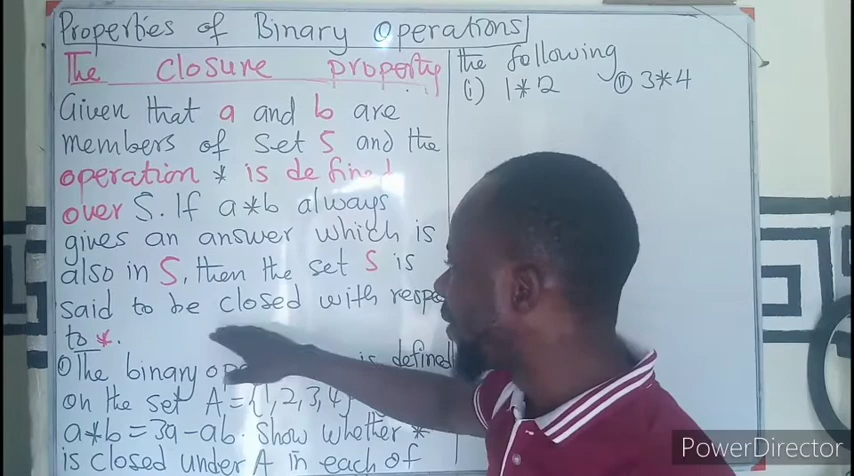 Properties of Binary Operations
The closure property
Given that a and b are
members of set S and the
operation * is defined
over S. If a*b always
gives an answer which is
also in S, then the set S is
said to be closed with
to *.
① The binary is defined
on the set A = {1, 2, 3, 4}
a*b = 3a - ab. Show whether *
is closed under A in each of
the following
(i) 1*2 (ii) 3*4
PowerDirector